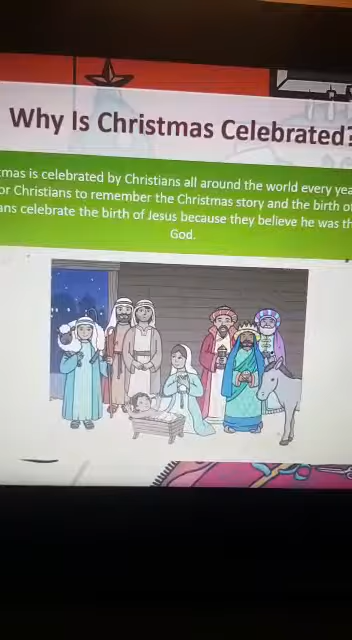 Why Is Christmas Celebrated?
tmas is celebrated by Christians all around the world every yea
or Christians to remember the Christmas story and the birth of
ans celebrate the birth of Jesus because they believe he was th
God.